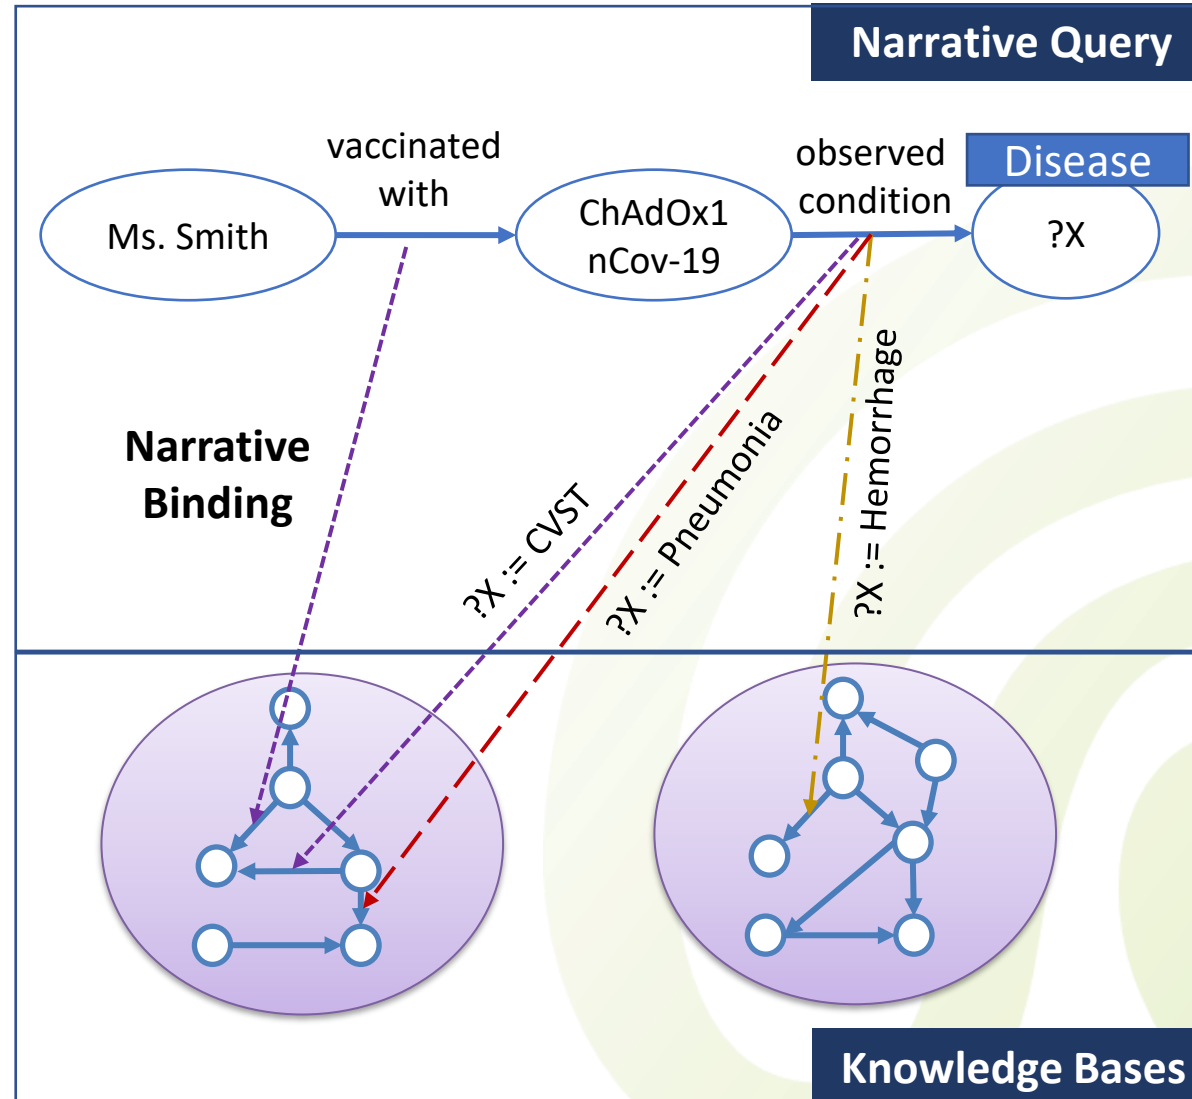 Narrative Query
vaccinated
with
observed
condition
Disease
Ms. Smith
ChAdOx1
nCov-19
?X
Narrative
Binding
?X := CVST
?X := Pneumonia
?X := Hemorrhage
Knowledge Bases